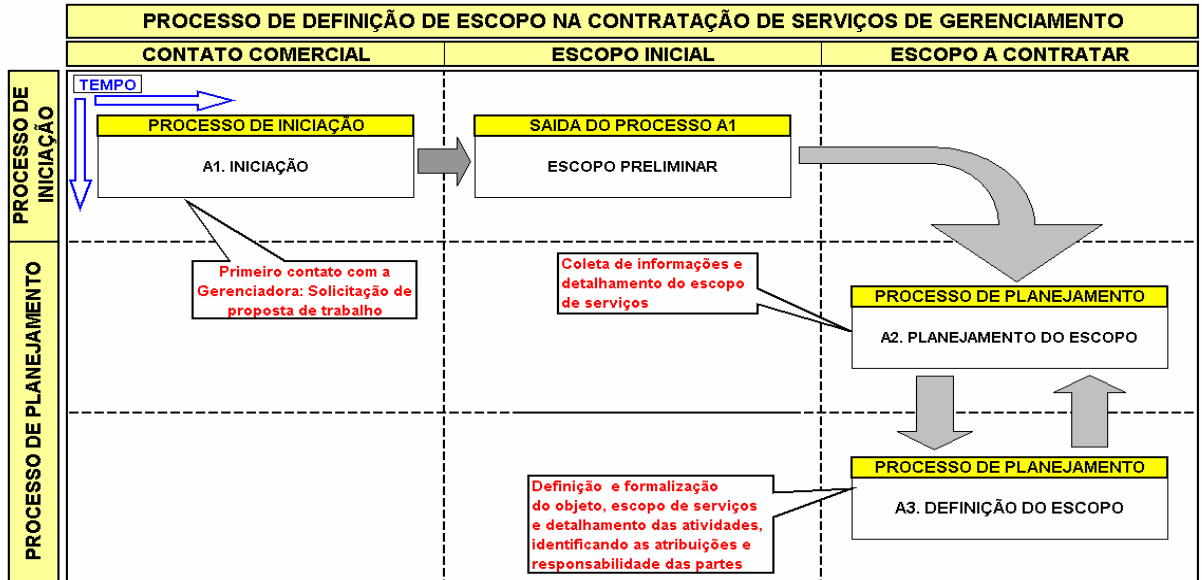 PROCESSO DE DEFINIÇÃO DE ESCOPO NA CONTRATAÇÃO DE SERVIÇOS DE GERENCIAMENTO
CONTATO COMERCIAL
ESCOPO INICIAL
ESCOPO A CONTRATAR
PROCESSO DE
INICIAÇÃO
TEMPO
PROCESSO DE INICIAÇÃO
A1. INICIAÇÃO
SAIDA DO PROCESSO A1
ESCOPO PRELIMINAR
Primeiro contato com a
Gerenciadora: Solicitação de
proposta de trabalho
PROCESSO DE PLANEJAMENTO
Coleta de informações e
detalhamento do escopo
de serviços
PROCESSO DE PLANEJAMENTO
A2. PLANEJAMENTO DO ESCOPO
Definição e formalização
do objeto, escopo de serviços
e detalhamento das atividades,
identificando as atribuições e
responsabilidade das partes
PROCESSO DE PLANEJAMENTO
A3. DEFINIÇÃO DO ESCOPO